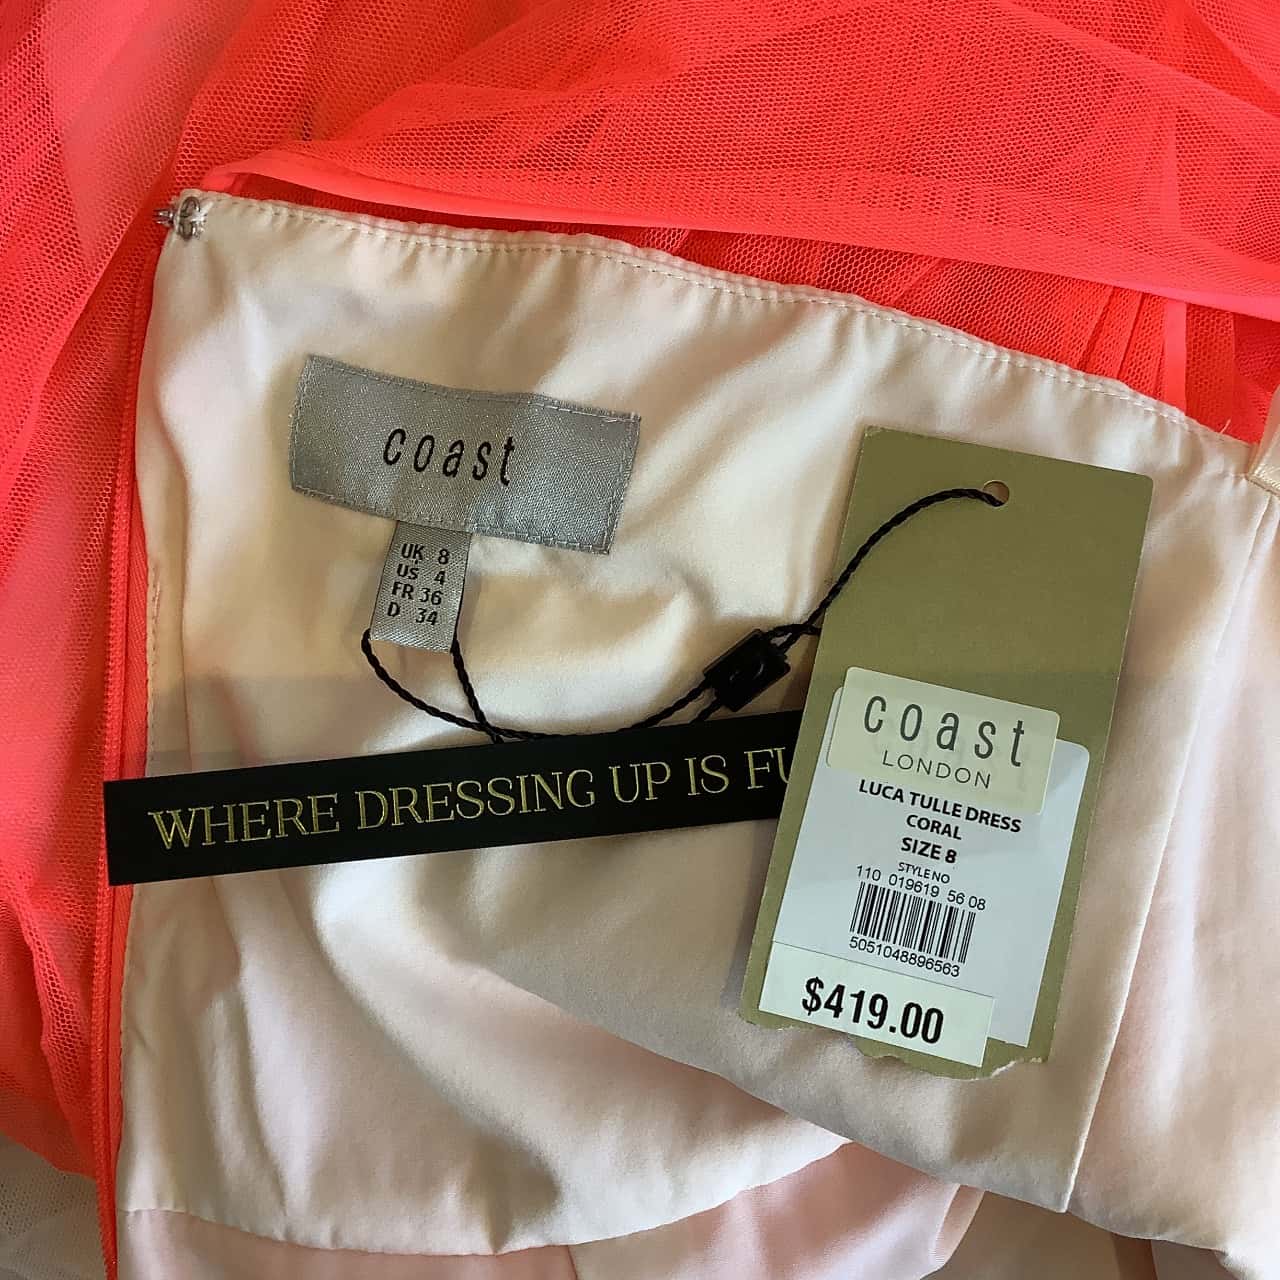 coast
UK 8
US 4
FR 36
D 34
WHERE DRESSING UP IS FU
coast
LONDON
LUCA TULLE DRESS
CORAL
SIZE 8
STYLE NO
110 019619 56 08
5051048896563
$419.00